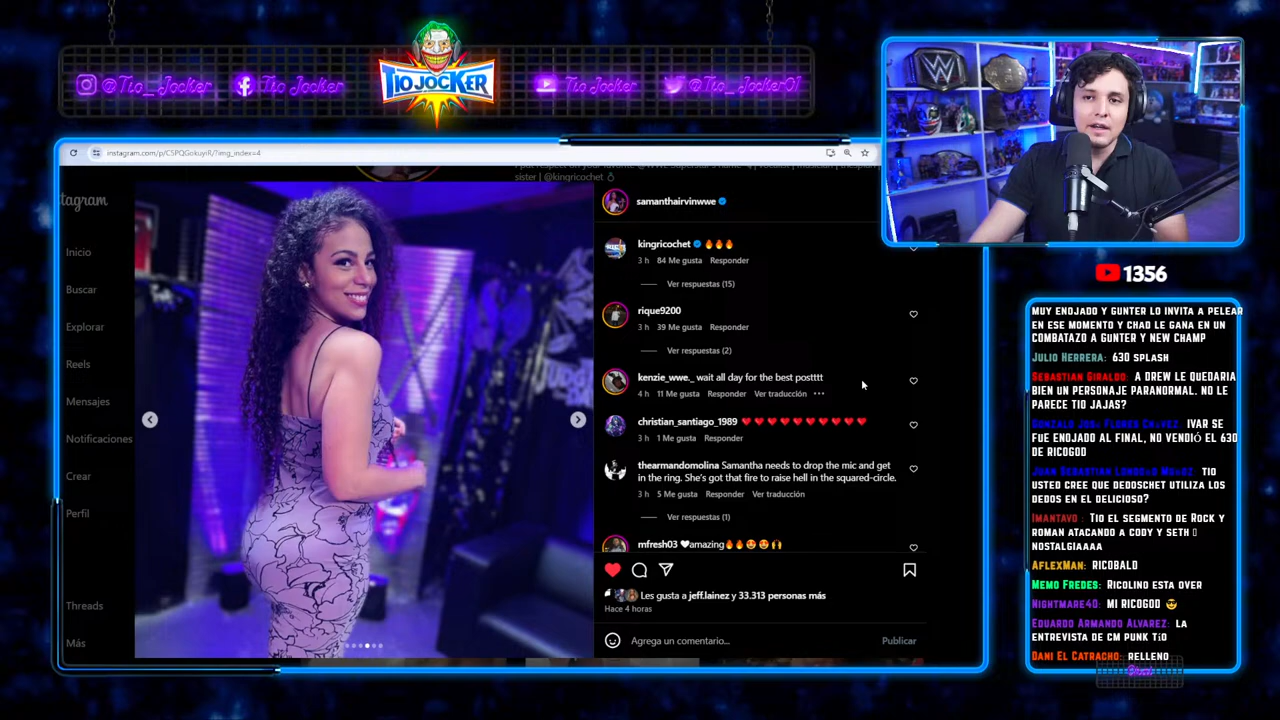 @Tio_Jocker
Tio Jocker
TIO JOCKER
Tio Jocker
@Tio_Jocker01
instagram.com/p/C5PQGokuyrR/?img_index=4
sister | @kingricochet
stagram
Inicio
Buscar
Explorar
Reels
Mensajes
Notificaciones
Crear
Perfil
Threads
Más
samanthairvinwwe
kingricochet 🔥🔥🔥
3 h 84 Me gusta Responder
Ver respuestas (15)
rique9200
3 h 39 Me gusta Responder
Ver respuestas (2)
kenzie_wwe._ wait all day for the best postttt
4 h 11 Me gusta Responder Ver traducción •••
christian_santiago_1989 ❤️❤️❤️❤️❤️❤️❤️❤️❤️❤️
3 h 1 Me gusta Responder
thearmandomolina Samantha needs to drop the mic and get
in the ring. She's got that fire to raise hell in the squared-circle.
3 h 5 Me gusta Responder Ver traducción
Ver respuestas (1)
mfresh03 🖤amazing🔥🔥😍😍🙌
Les gusta a jeff.lainez y 33.313 personas más
Hace 4 horas
Agrega un comentario...
Publicar
1356
MUY ENOJADO Y GUNTER LO INVITA A PELEAR
EN ESE MOMENTO Y CHAD LE GANA EN UN
COMBATAZO A GUNTER Y NEW CHAMP
JULIO HERRERA: 630 SPLASH
SEBASTIAN GIRALDO: A DREW LE QUEDARIA
BIEN UN PERSONAJE PARANORMAL. NO LE
PARECE TIO JAJAS?
IVAR SE
FUE ENOJADO AL FINAL, NO VENDIÓ EL 630
DE RICOGOD
TIO
USTED CREE QUE DEDOSCHET UTILIZA LOS
DEDOS EN EL DELICIOSO?
IMANTAVO : TIO EL SEGMENTO DE ROCK Y
ROMAN ATACANDO A CODY Y SETH
NOSTALGIAAAA
AFLEXMAN: RICOBALD
MEMO FREDES: RICOLINO ESTA OVER
NIGHTMARE40: MI RICOGOD 😎
EDUARDO ARMANDO ALVAREZ: LA
ENTREVISTA DE CM PUNK TÍO
DAMI EL CATRACHO: RELLENO